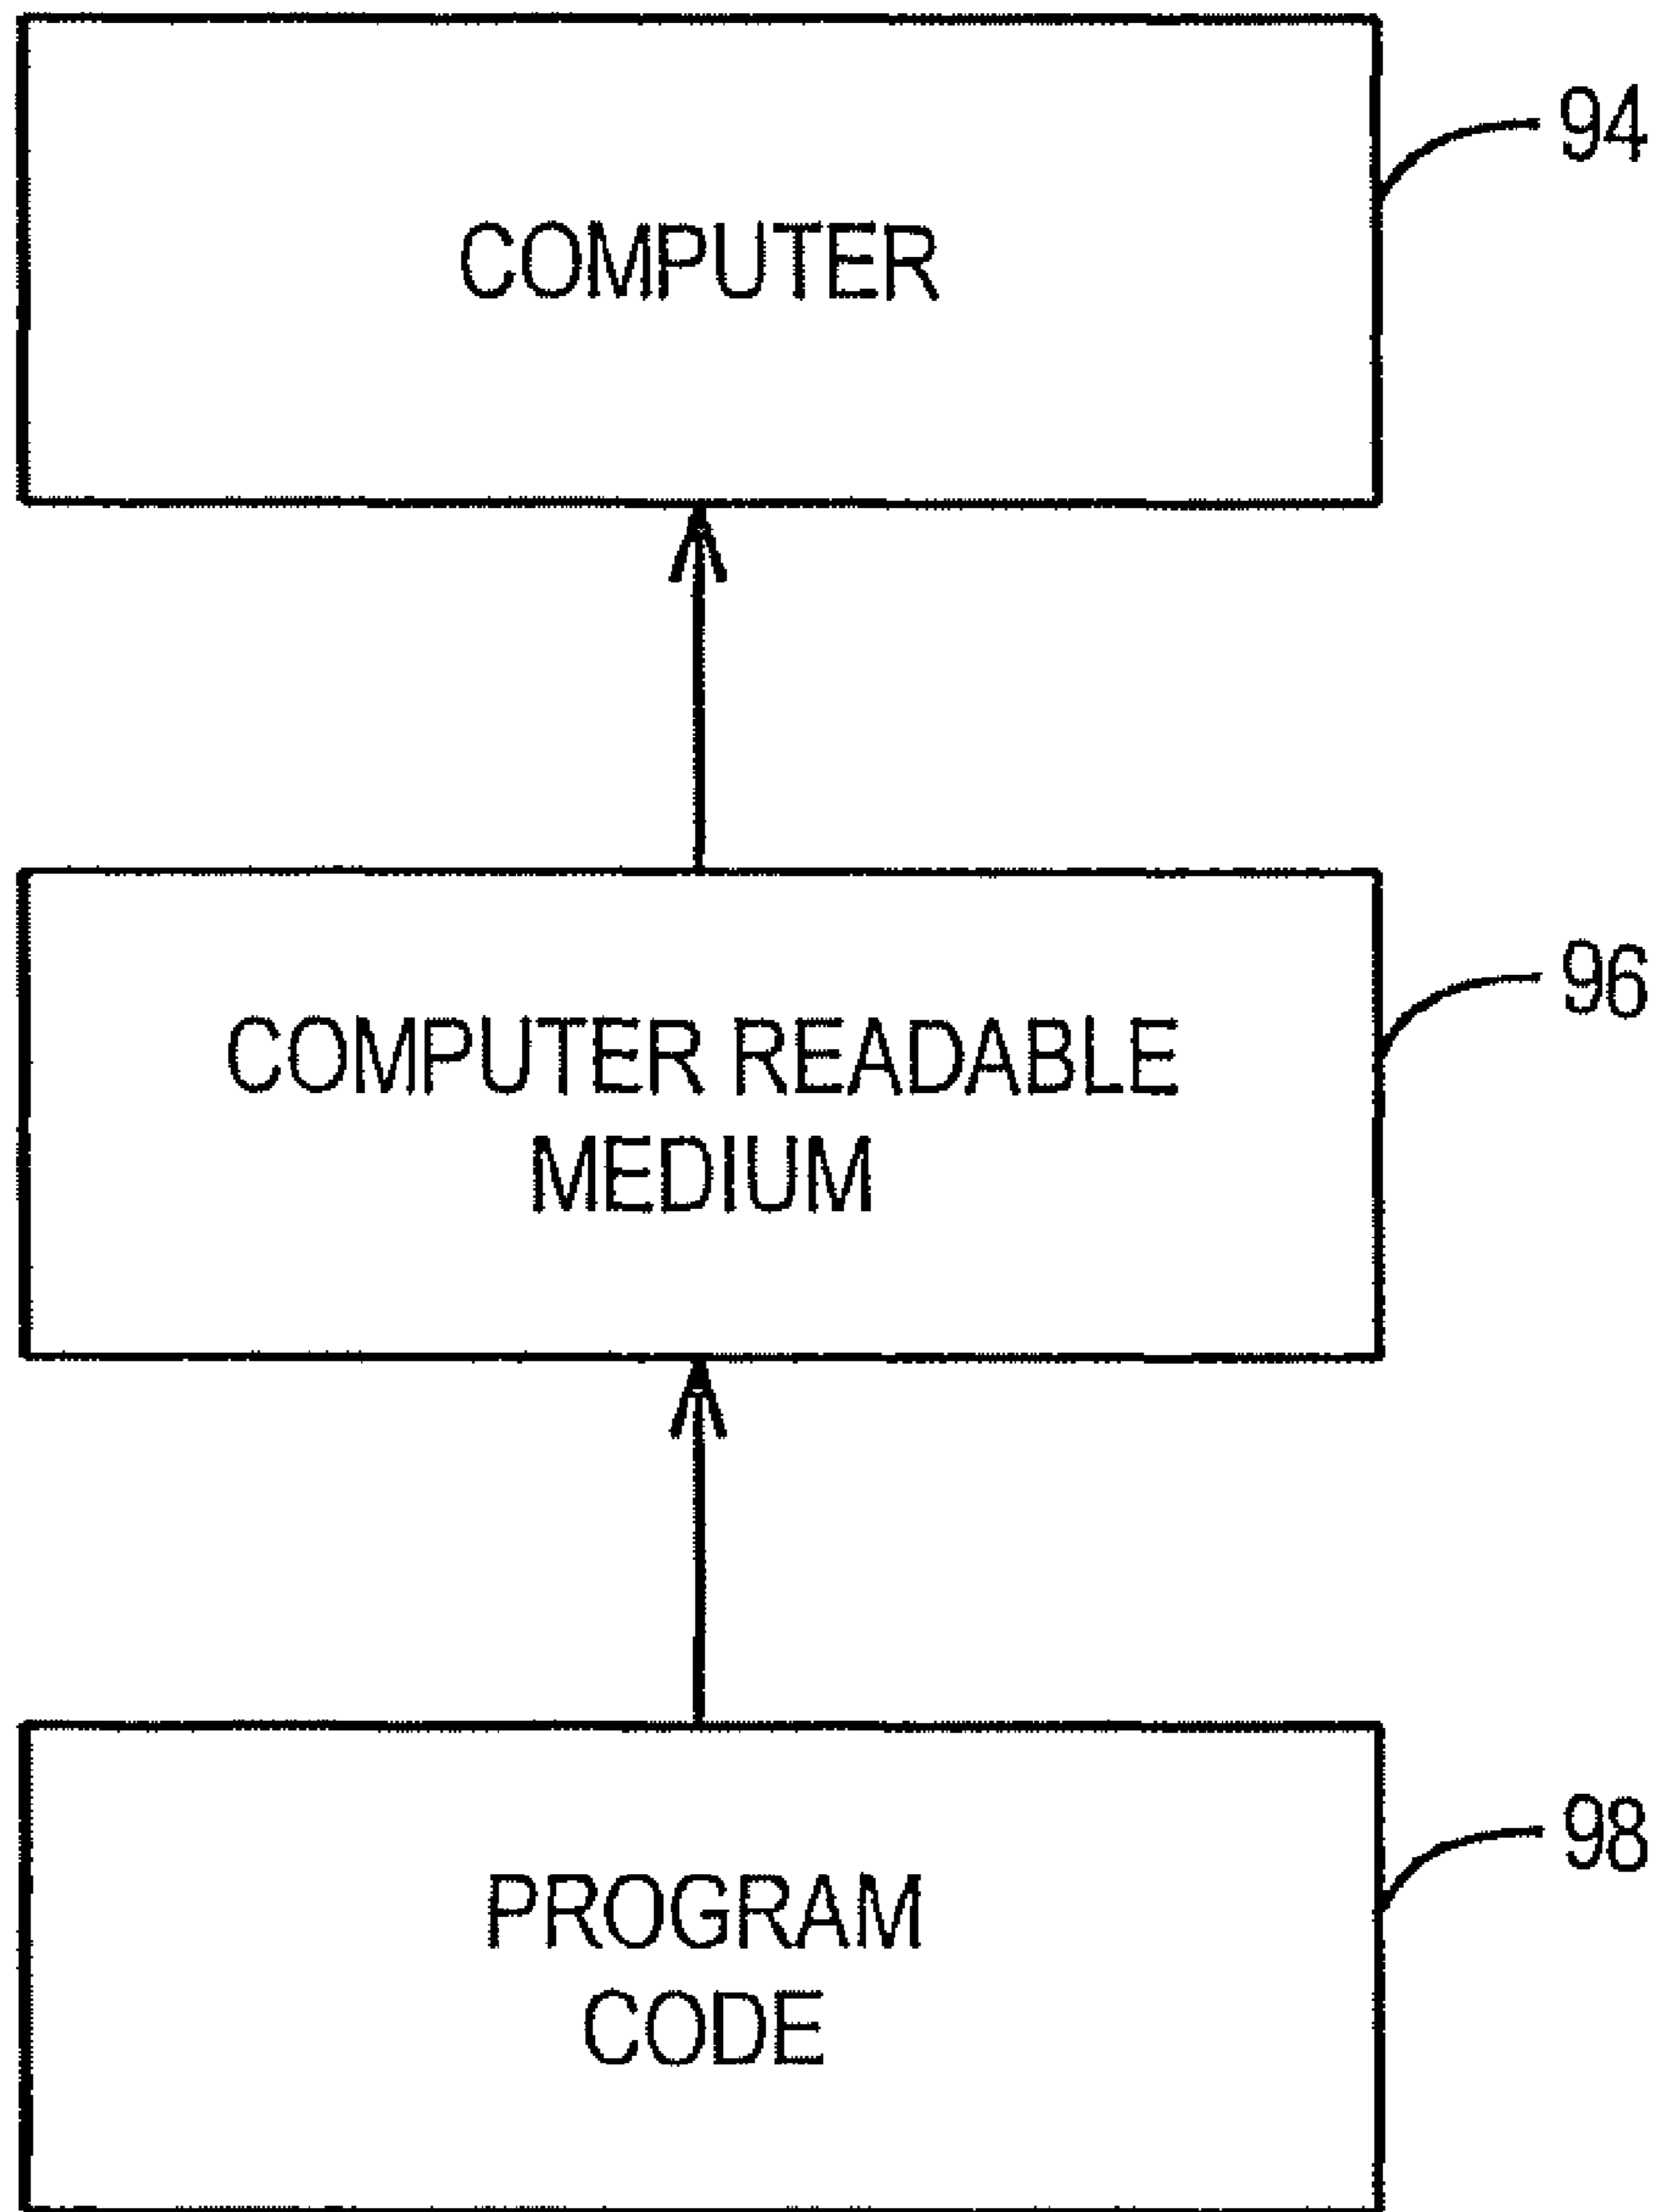 94
COMPUTER
96
COMPUTER READABLE
MEDIUM
98
PROGRAM
CODE